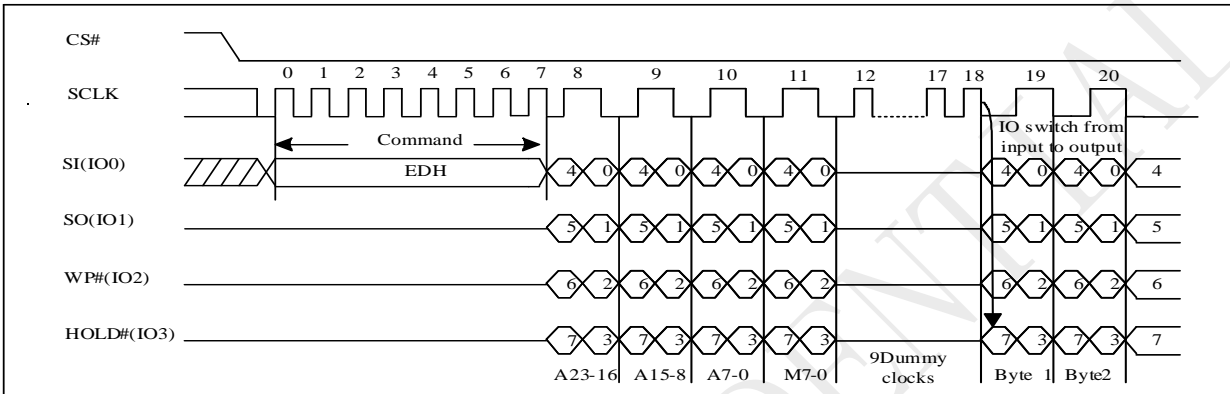 CS#
0 1 2 3 4 5 6 7 8 9 10 11 12 17 18 19 20
SCLK
Command
IO switch from
input to output
SI(IO0)
EDH
4 0 4 0 4 0 4 0 4 0 4 0 4
SO(IO1)
5 1 5 1 5 1 5 1 5 1 5 1 5
WP#(IO2)
6 2 6 2 6 2 6 2 6 2 6 2 6
HOLD#(IO3)
7 3 7 3 7 3 7 3 7 3 7 3 7
A23-16 A15-8 A7-0 M7-0
9Dummy
clocks
Byte 1 Byte2
ENTIAL